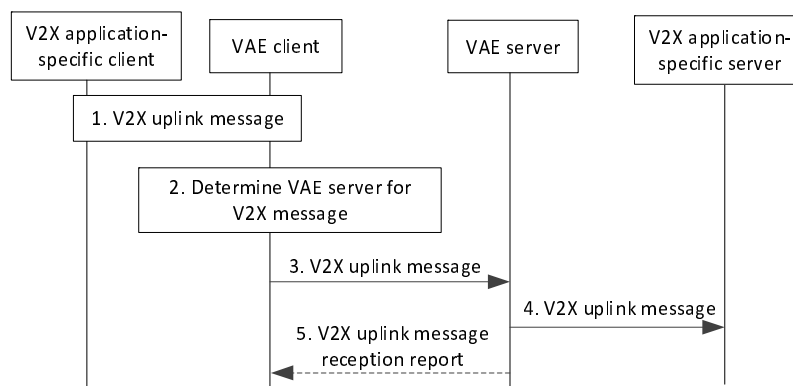 V2X application-
specific client
VAE client
VAE server
V2X application-
specific server
1. V2X uplink message
2. Determine VAE server for
V2X message
3. V2X uplink message
4. V2X uplink message
5. V2X uplink message
reception report